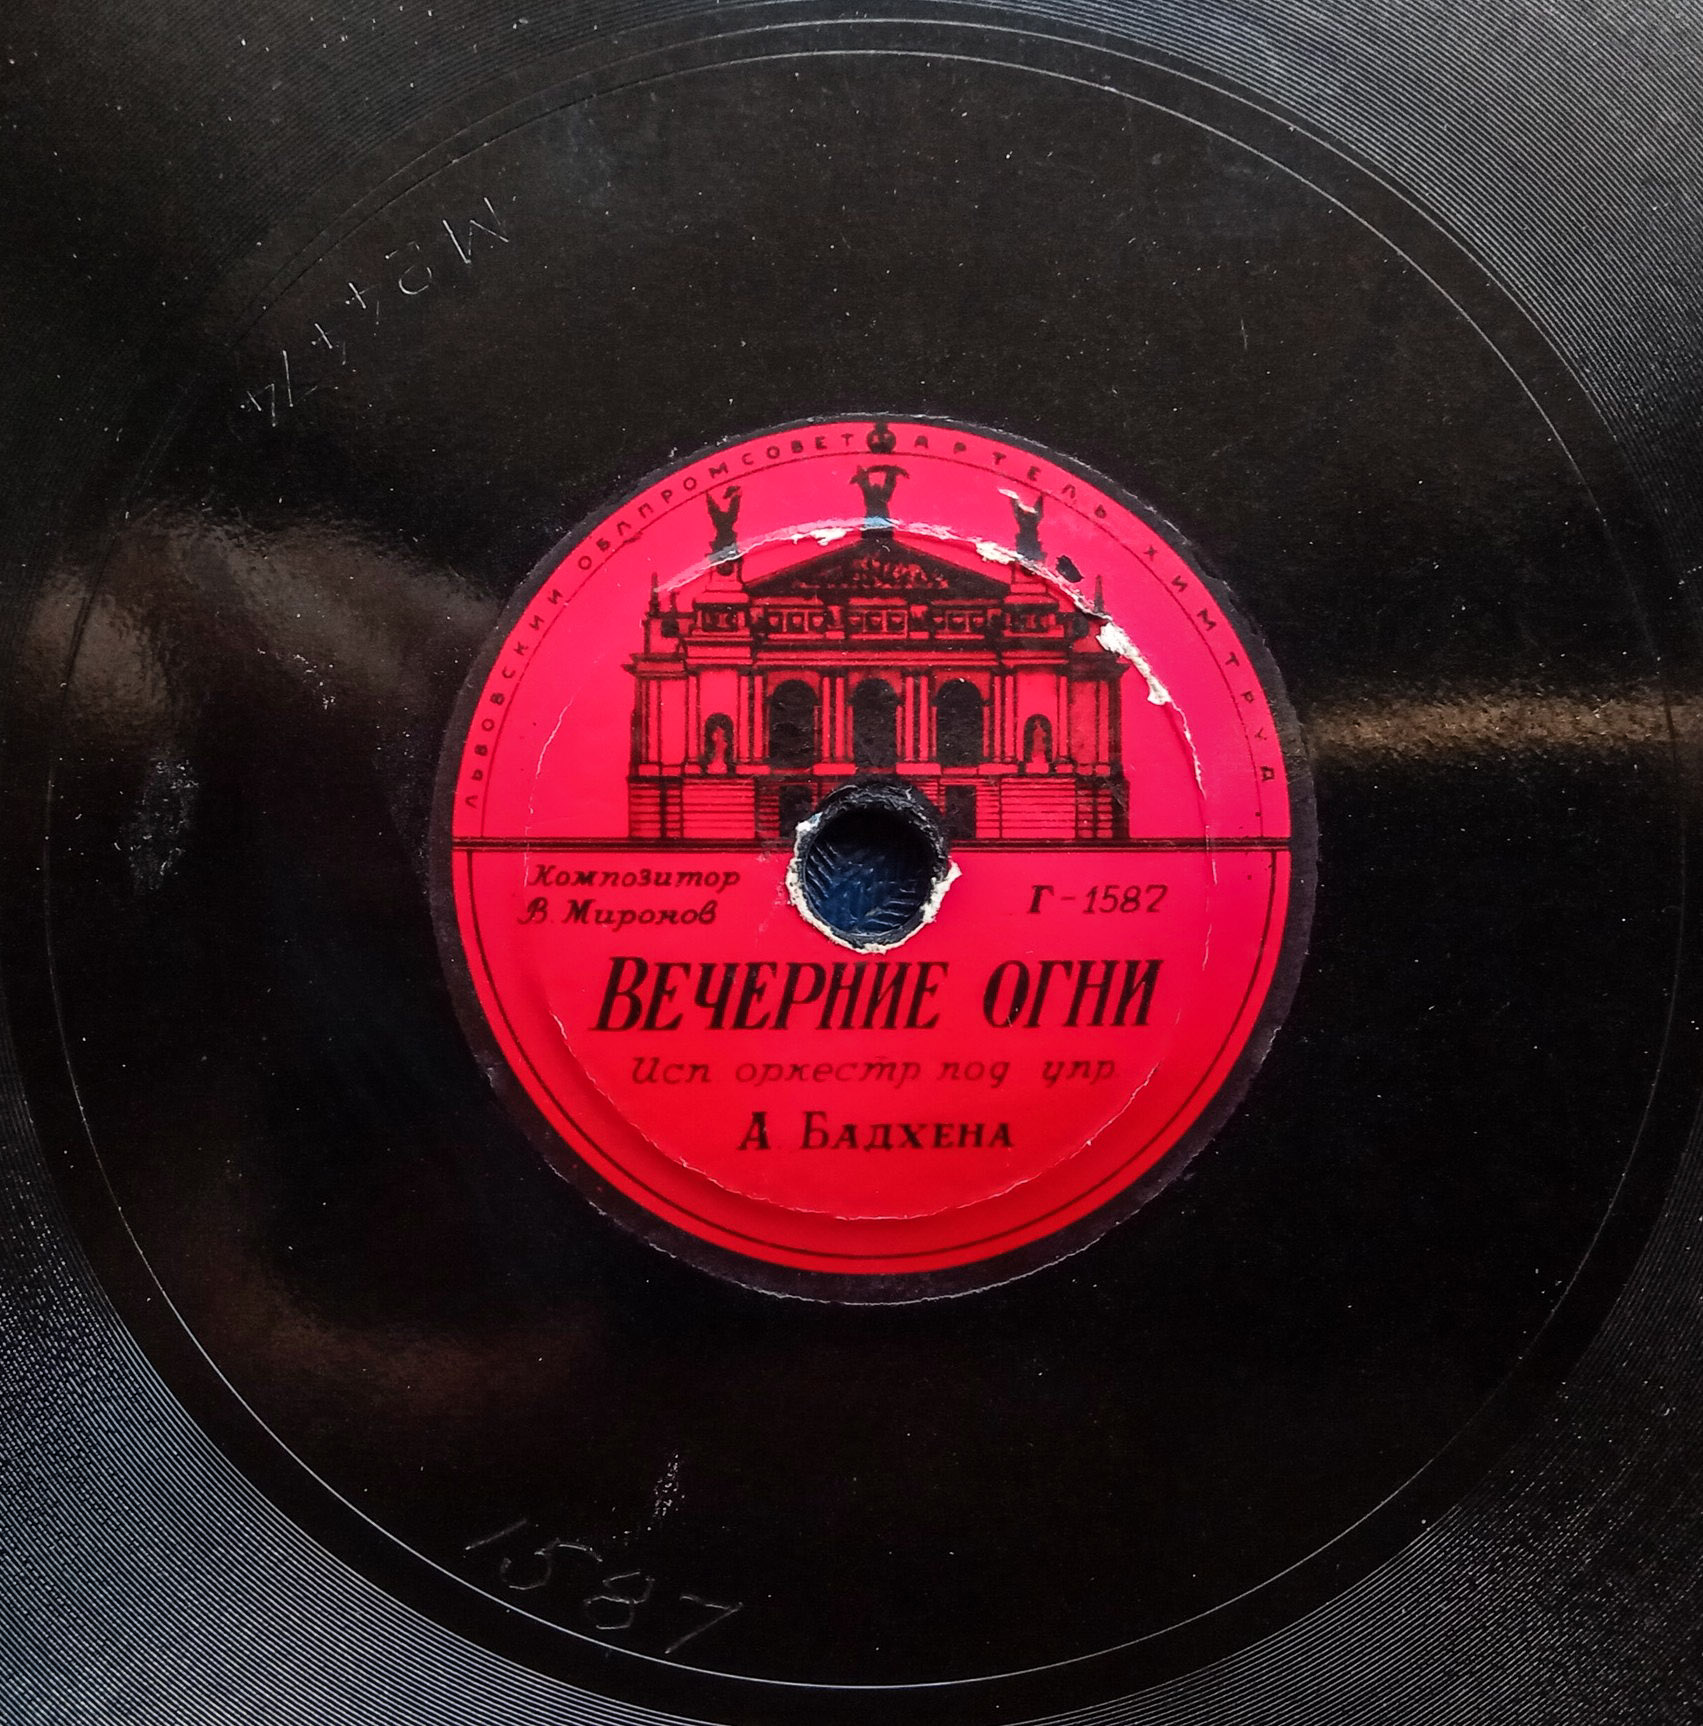 ЛЬВОВСКИЙ ОБЛПРОМСОВЕТ АРТЕЛЬ ХИМТРУД
Композитор
В. Миронов
Г-1587
ВЕЧЕРНИЕ ОГНИ
Исп оркестр под упр
А БАДХЕНА
1587